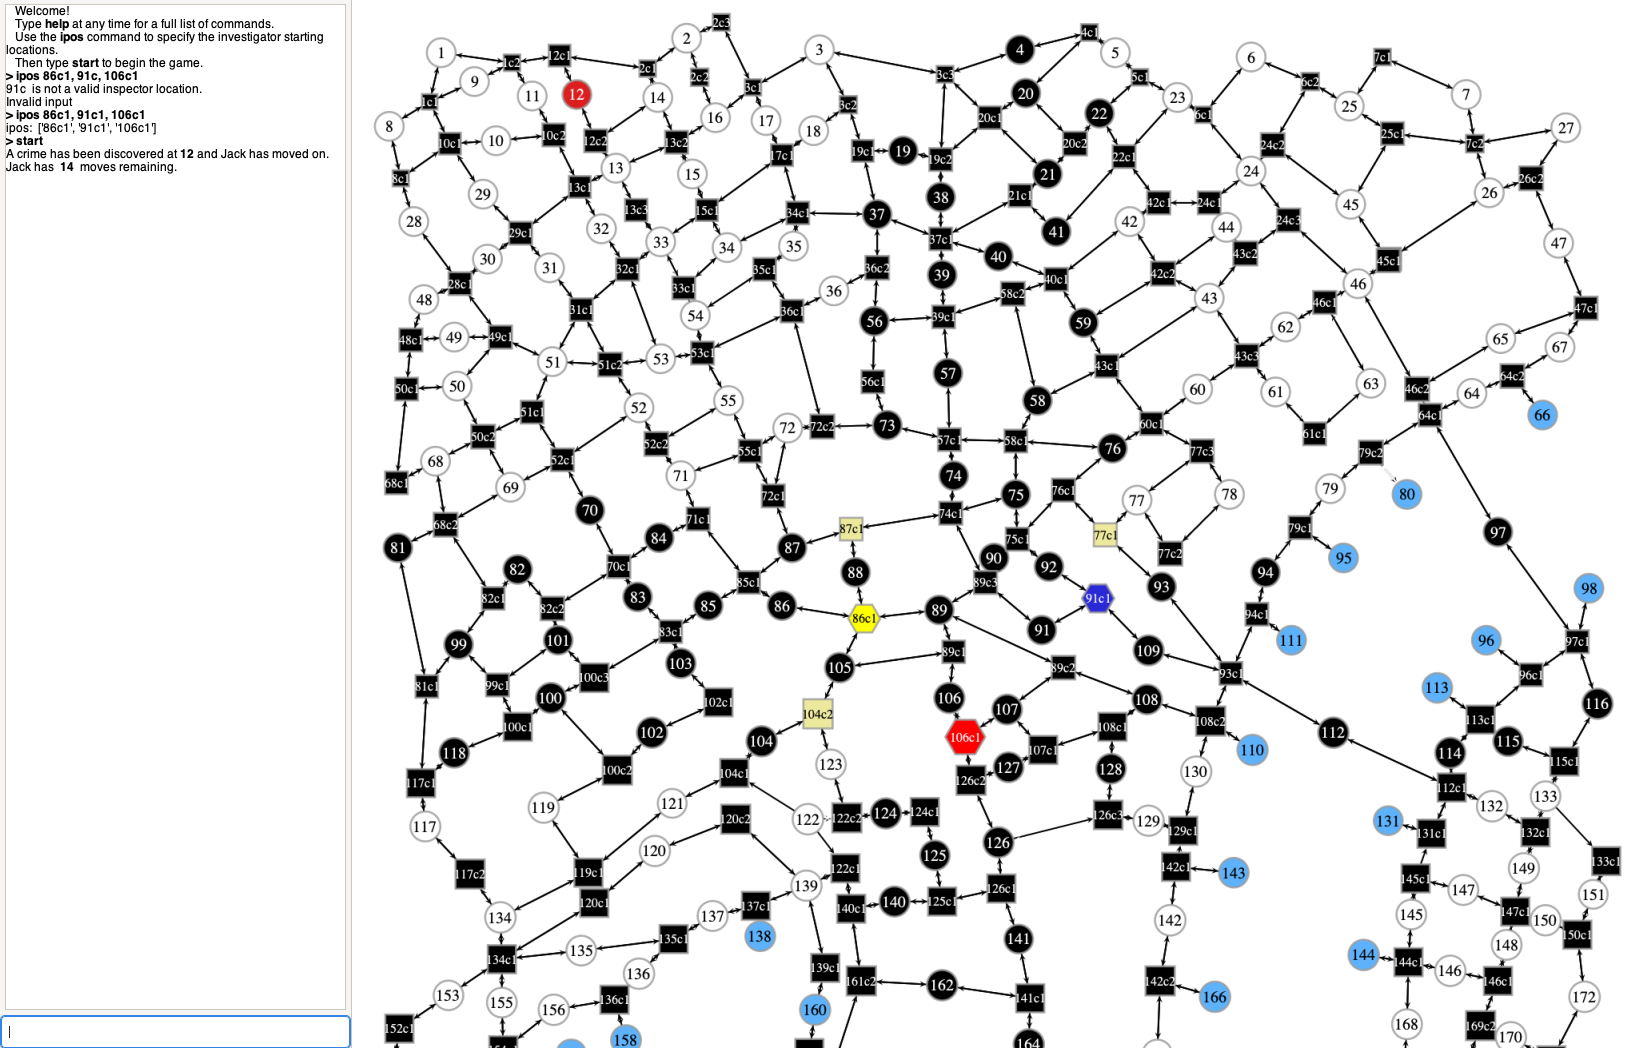 Welcome!
Type help at any time for a full list of commands.
Use the ipos command to specify the investigator starting
locations.
Then type start to begin the game.
> ipos 86c1, 91c, 106c1
91c is not a valid inspector location.
Invalid input
> ipos 86c1, 91c1, 106c1
ipos: ['86c1', '91c1', '106c1']
> start
A crime has been discovered at 12 and Jack has moved on.
Jack has 14 moves remaining.
2c3
4c1
1 12c1 2 3 4 5 6 7c1
1c2 2c1 2c2 3c3 5c1 6c2
9 11 12 14 3c1 20 23 25 7
1c1 16 3c2 20c1 22 6c1
8 10c1 10 10c2 12c2 13c2 17 18 20c2 24c2 25c1 7c2 27
8c1 13 15 17c1 19c1 19 19c2 21 22c1 24 26c2
29 13c1 38 21c1 42c1 24c1 45 26
28 29c1 32 13c3 15c1 34c1 37 37c1 41 42 44 24c3
30 31 33 34 35 40 43c2 45c1 47
28c1 32c1 33c1 35c1 36c2 39 40c1 42c2 46
48 31c1 54 36 36c1 58c2 43 46c1 47c1
48c1 49 49c1 56 39c1 59 62 65
51 51c2 53 53c1 43c1 43c3 67
50c1 50 57 60 61 63 46c2 64c2
51c1 52 55 56c1 58 64 66
50c2 52c2 72 72c2 73 57c1 58c1 60c1 61c1 64c1
68 52c1 55c1 76 77c3 79c2
68c1 69 71 72c1 74 75 76c1 77 78 79 80
68c2 70 71c1 87c1 74c1 77c1 79c1 97
81 84 87 75c1 77c2
82 70c1 88 90 92 93 94 95
82c1 82c2 83 85c1 89c3 91c1 98
85 86 86c1 89 94c1
99 101 83c1 91 109 111 96 97c1
81c1 99c1 100c3 103 105 89c1 89c2 93c1 96c1
100 102c1 106 108 113
100c1 104c2 107 108c1 108c2 113c1 116
118 102 104 106c1 107c1 110 112 114 115
117c1 100c2 104c1 123 126c2 127 128 130 115c1
119 121 112c1 132 133
117 120c2 122 122c2 124 124c1 126c3 129 129c1 131 131c1 132c1
120 125 126
117c2 119c1 122c1 142c1 143 145c1 149 133c1
120c1 139 126c1 147 151
134 137 137c1 140c1 140 125c1 142 145 147c1 150
134c1 135 135c1 138 141 148 150c1
136 139c1 161c2 162 142c2 144 144c1 146 146c1
153 155 156 136c1 160 141c1 166 172
152c1 158 164 168 169c2 170